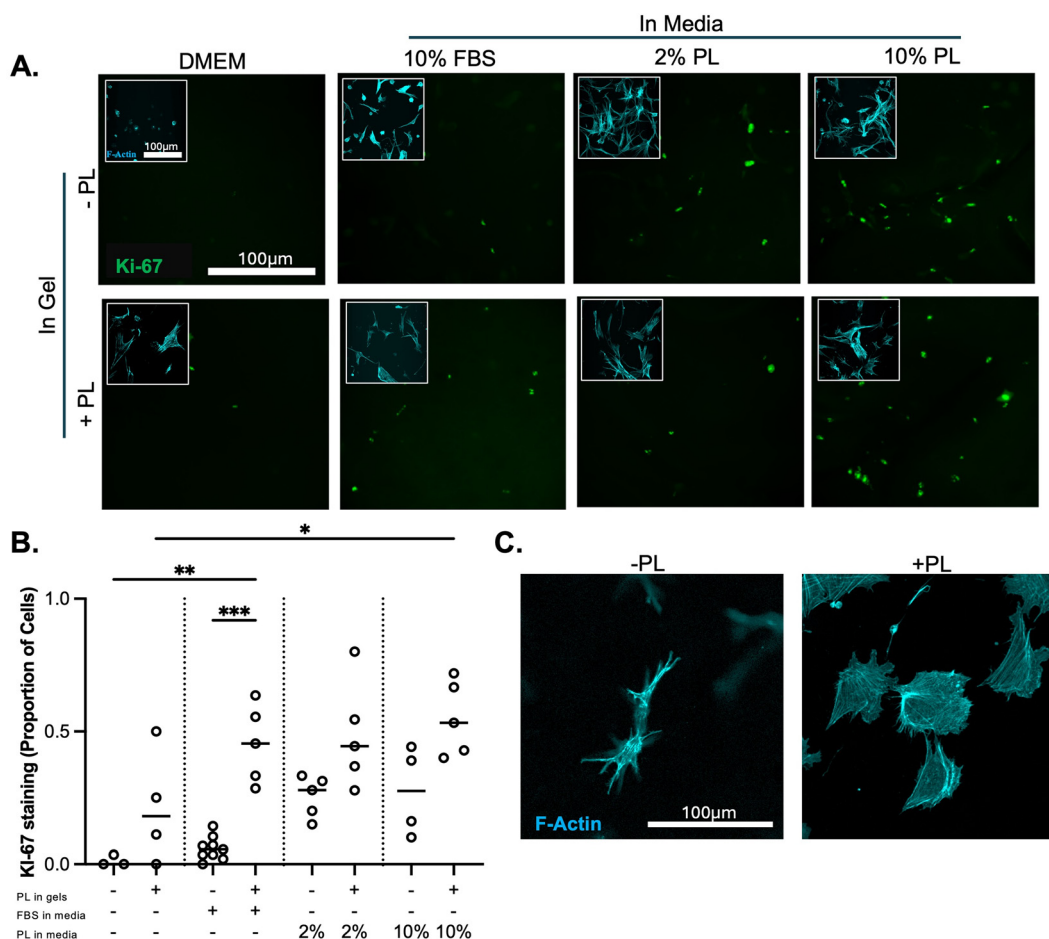 In Media
A.
DMEM
10% FBS
2% PL
10% PL
In Gel
- PL
+ PL
F-Actin
100µm
Ki-67
100µm
B.
*
**
***
KI-67 staining (Proportion of Cells)
1.0
0.5
0.0
PL in gels - + - + - + - +
FBS in media - - + + - - - -
PL in media - - - - 2% 2% 10% 10%
C.
-PL
+PL
F-Actin
100µm